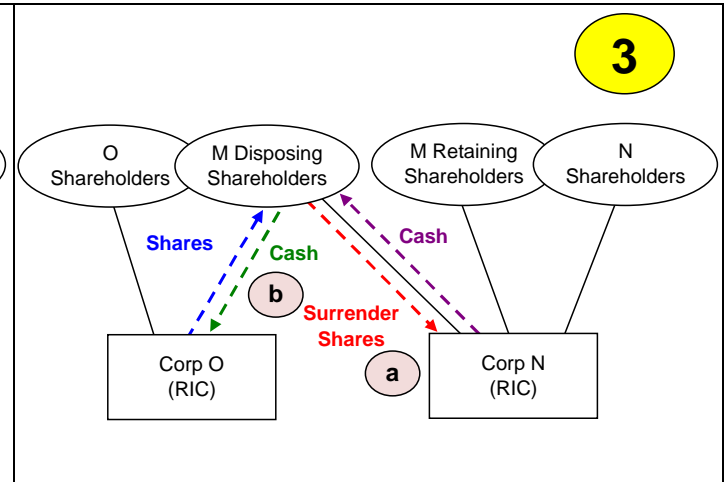 3
O
Shareholders
M Disposing
Shareholders
M Retaining
Shareholders
N
Shareholders
Shares
Cash
Cash
b
Surrender
Shares
a
Corp O
(RIC)
Corp N
(RIC)